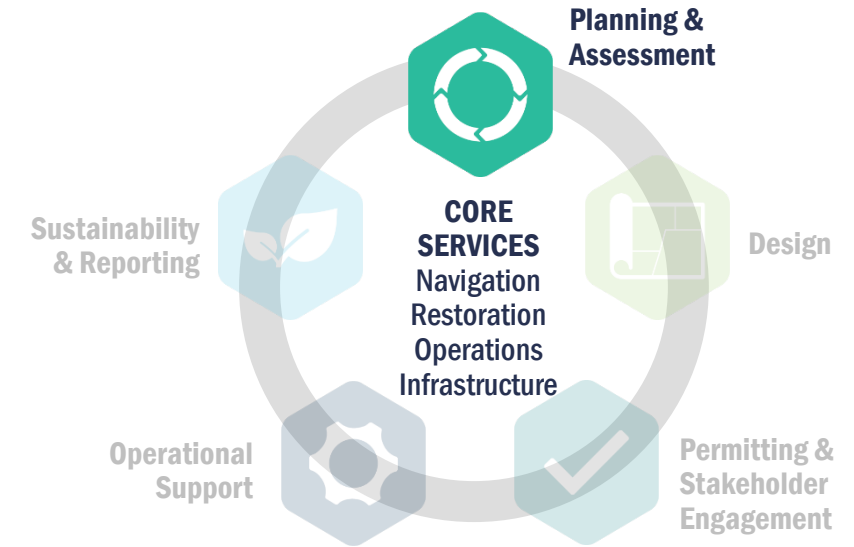 Planning &
Assessment
CORE
SERVICES
Navigation
Restoration
Operations
Infrastructure
Design
Permitting &
Stakeholder
Engagement
Operational
Support
Sustainability
& Reporting